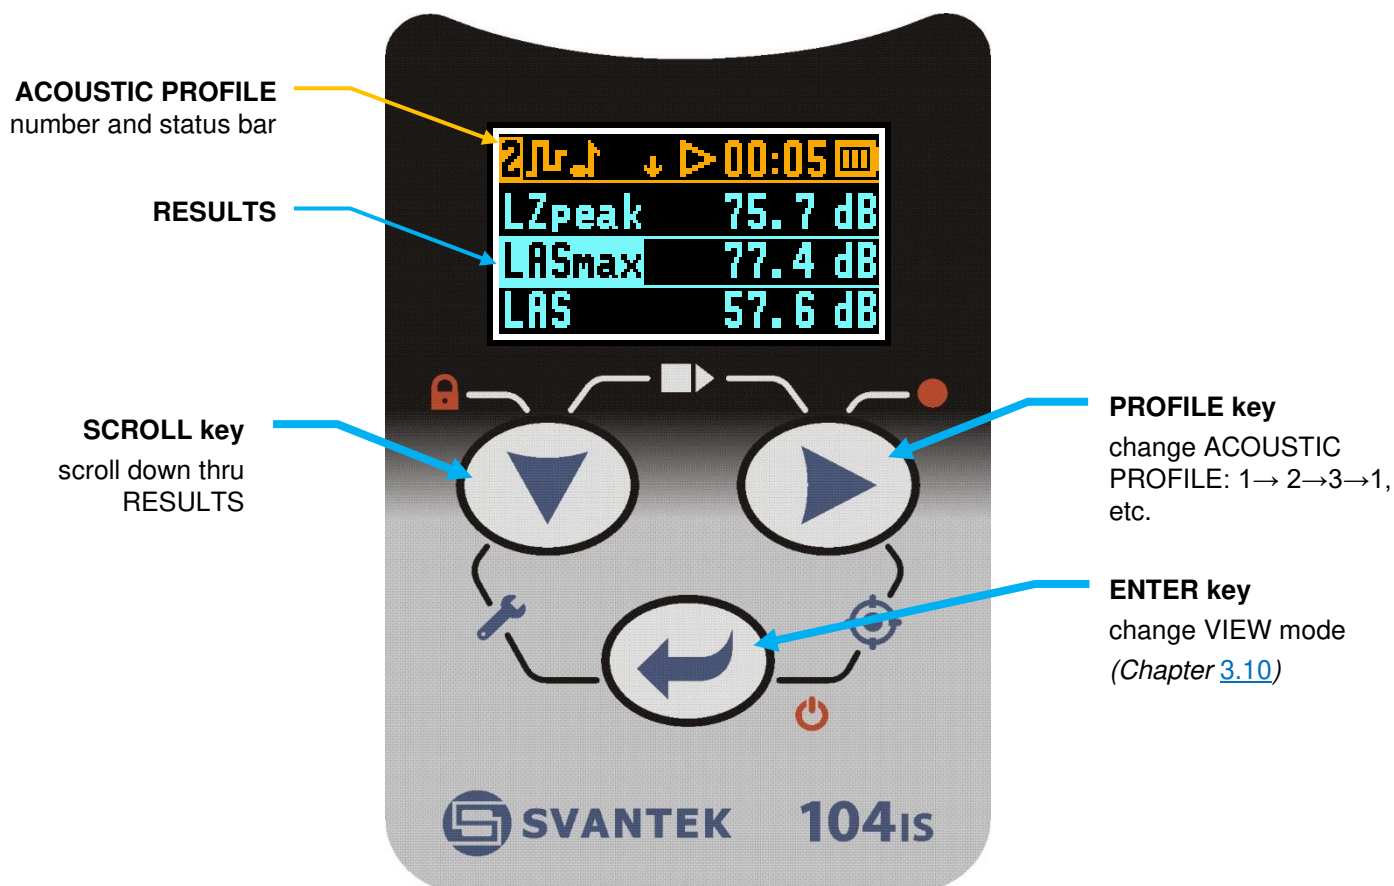 ACOUSTIC PROFILE
number and status bar
RESULTS
2 00:05
LZpeak 75.7 dB
LASmax 77.4 dB
LAS 57.6 dB
SCROLL key
scroll down thru
RESULTS
PROFILE key
change ACOUSTIC
PROFILE: 1→ 2→3→1,
etc.
ENTER key
change VIEW mode
(Chapter 3.10)
SVANTEK 104IS